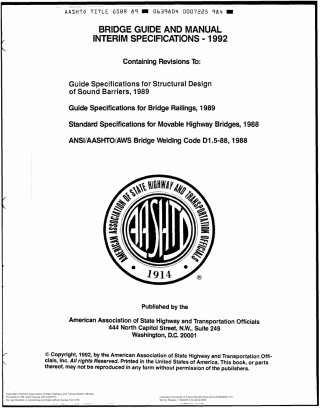 AASHTO TITLE GSBR 89 0639804 0007225 986
BRIDGE GUIDE AND MANUAL
INTERIM SPECIFICATIONS - 1992
Containing Revisions To:
Guide Specifications for Structural Design
of Sound Barriers, 1989
Guide Specifications for Bridge Railings, 1989
Standard Specifications for Movable Highway Bridges, 1988
ANSI/AASHTO/AWS Bridge Welding Code D1.5-88, 1988
AMERICAN ASSOCIATION OF STATE HIGHWAY AND TRANSPORTATION OFFICIALS
AASHTO
• 1914 •
®
Published by the
American Association of State Highway and Transportation Officials
444 North Capitol Street, N.W., Suite 249
Washington, D.C. 20001
© Copyright, 1992, by the American Association of State Highway and Transportation Offi-
cials, Inc. All rights Reserved. Printed in the United States of America. This book, or parts
thereof, may not be reproduced in any form without permission of the publishers.